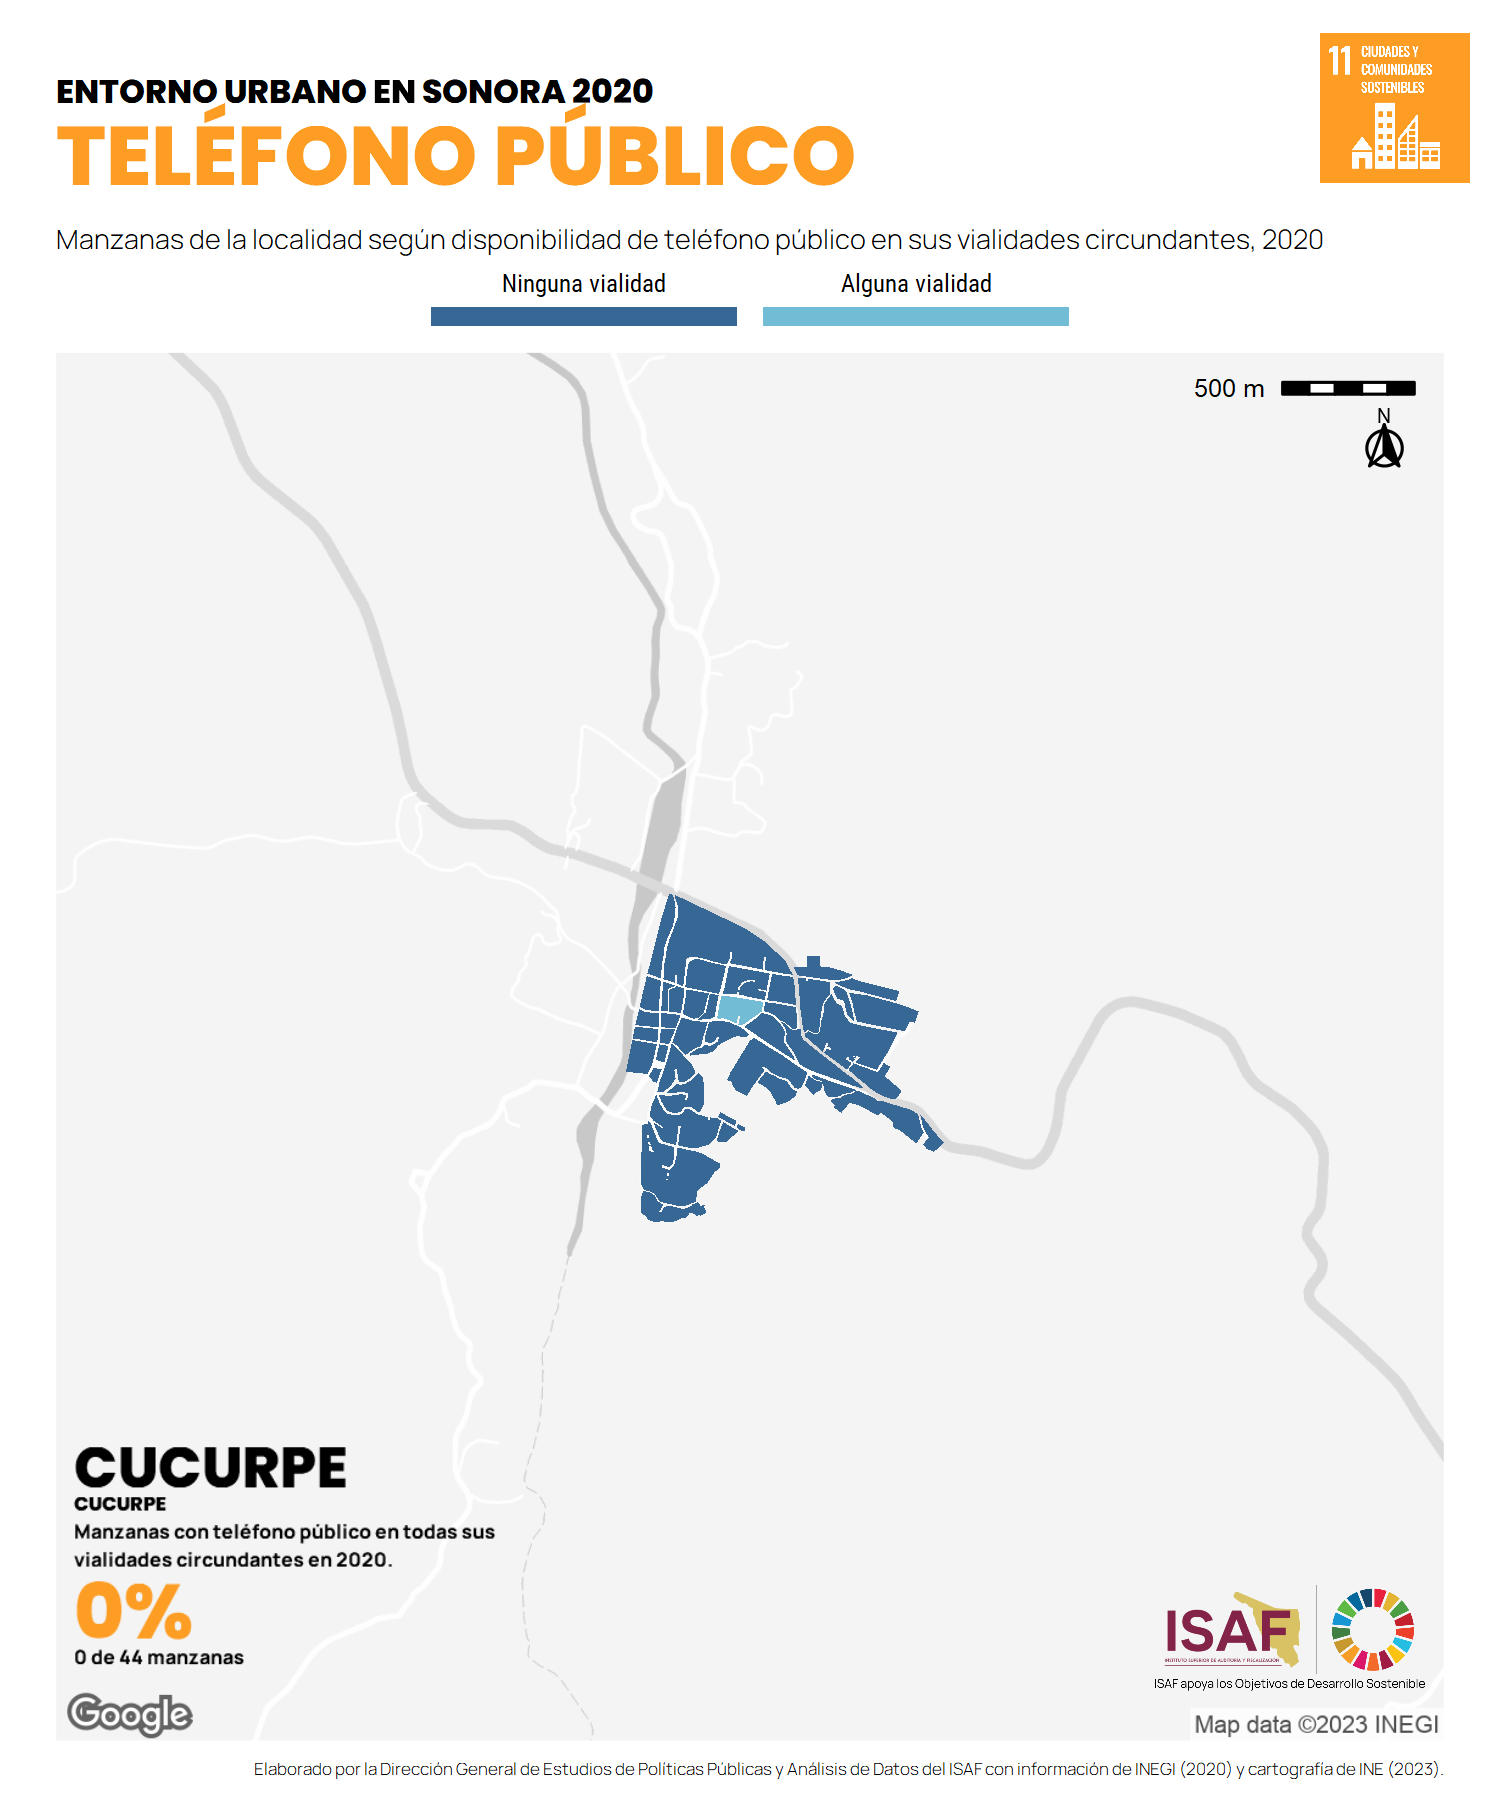 ENTORNO URBANO EN SONORA 2020
TELÉFONO PÚBLICO
11 CIUDADES Y
COMUNIDADES
SOSTENIBLES
Manzanas de la localidad según disponibilidad de teléfono público en sus vialidades circundantes, 2020
Ninguna vialidad
Alguna vialidad
500 m
N
CUCURPE
CUCURPE
Manzanas con teléfono público en todas sus
vialidades circundantes en 2020.
0%
0 de 44 manzanas
Google
ISAF
INSTITUTO SUPERIOR DE AUDITORÍA Y FISCALIZACIÓN
ISAF apoya los Objetivos de Desarrollo Sostenible
Map data ©2023 INEGI
Elaborado por la Dirección General de Estudios de Políticas Públicas y Análisis de Datos del ISAF con información de INEGI (2020) y cartografía de INE (2023).